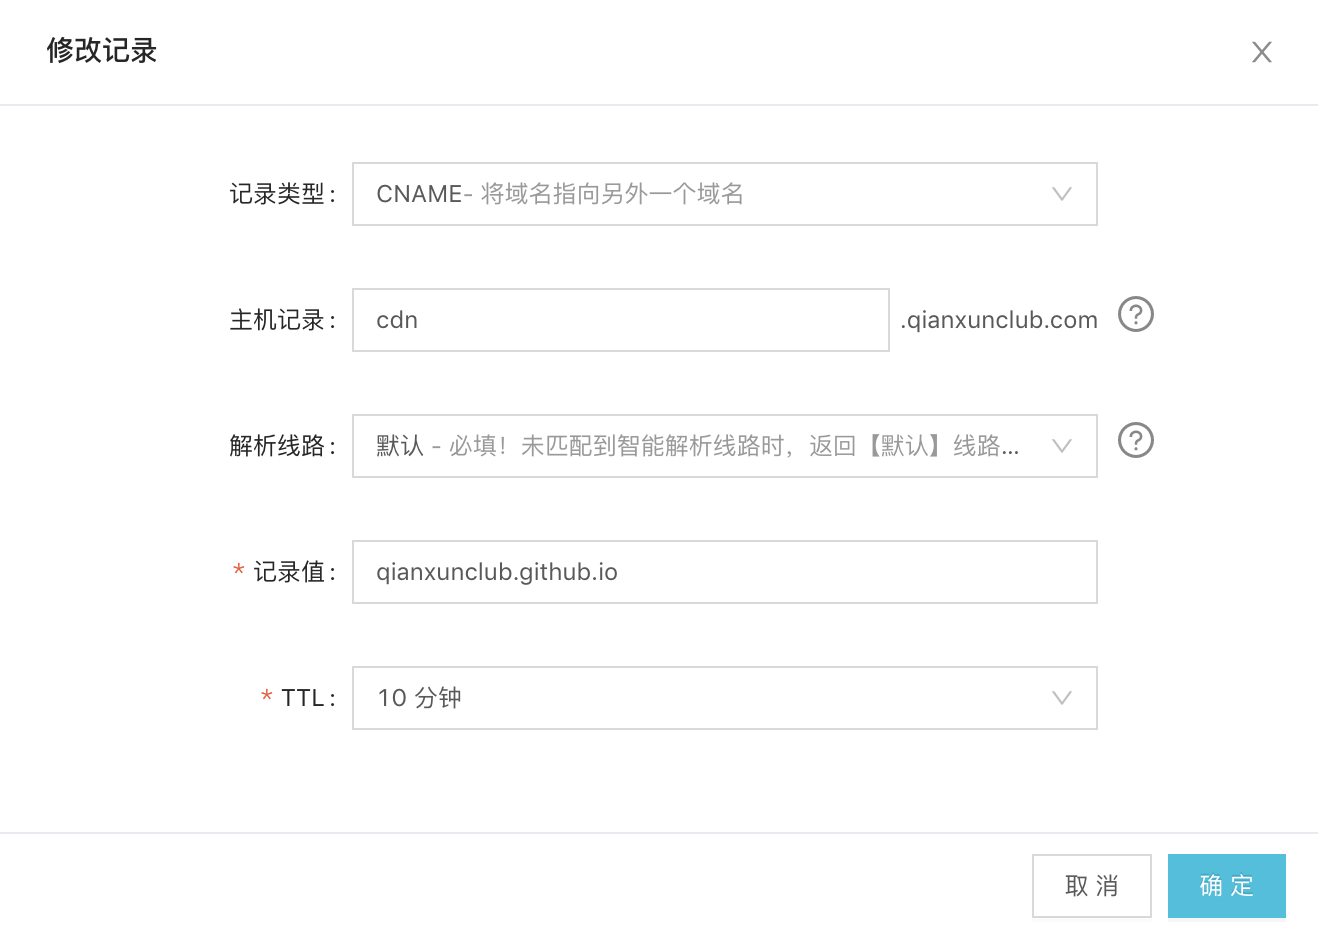 修改记录
记录类型: CNAME- 将域名指向另外一个域名
主机记录: cdn .qianxunclub.com ?
解析线路: 默认 - 必填！未匹配到智能解析线路时，返回【默认】线路... ?
* 记录值: qianxunclub.github.io
* TTL: 10 分钟
取 消 确 定